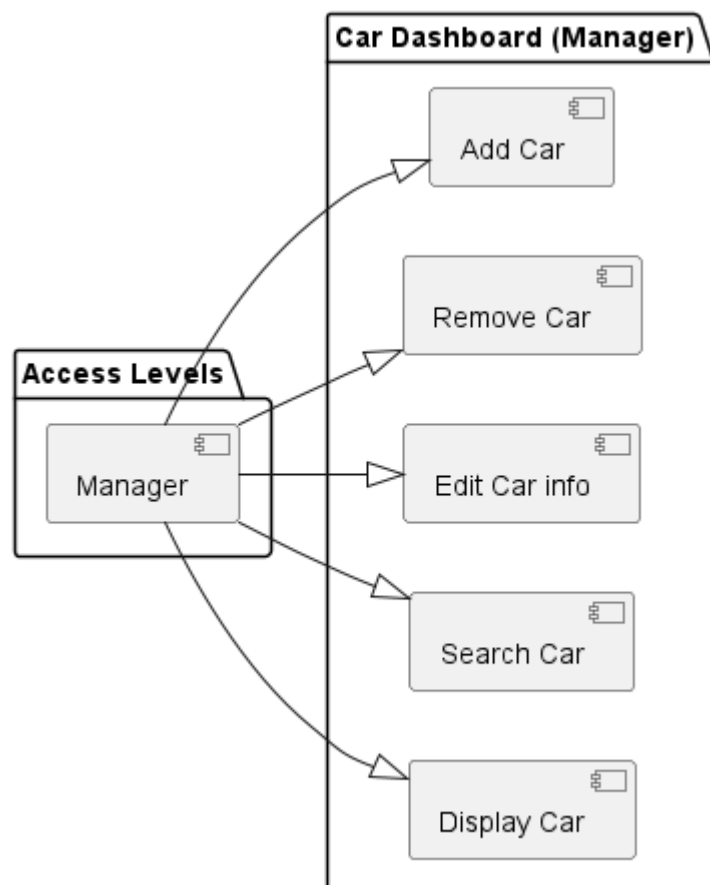 Car Dashboard (Manager)
Add Car
Remove Car
Access Levels
Manager
Edit Car info
Search Car
Display Car